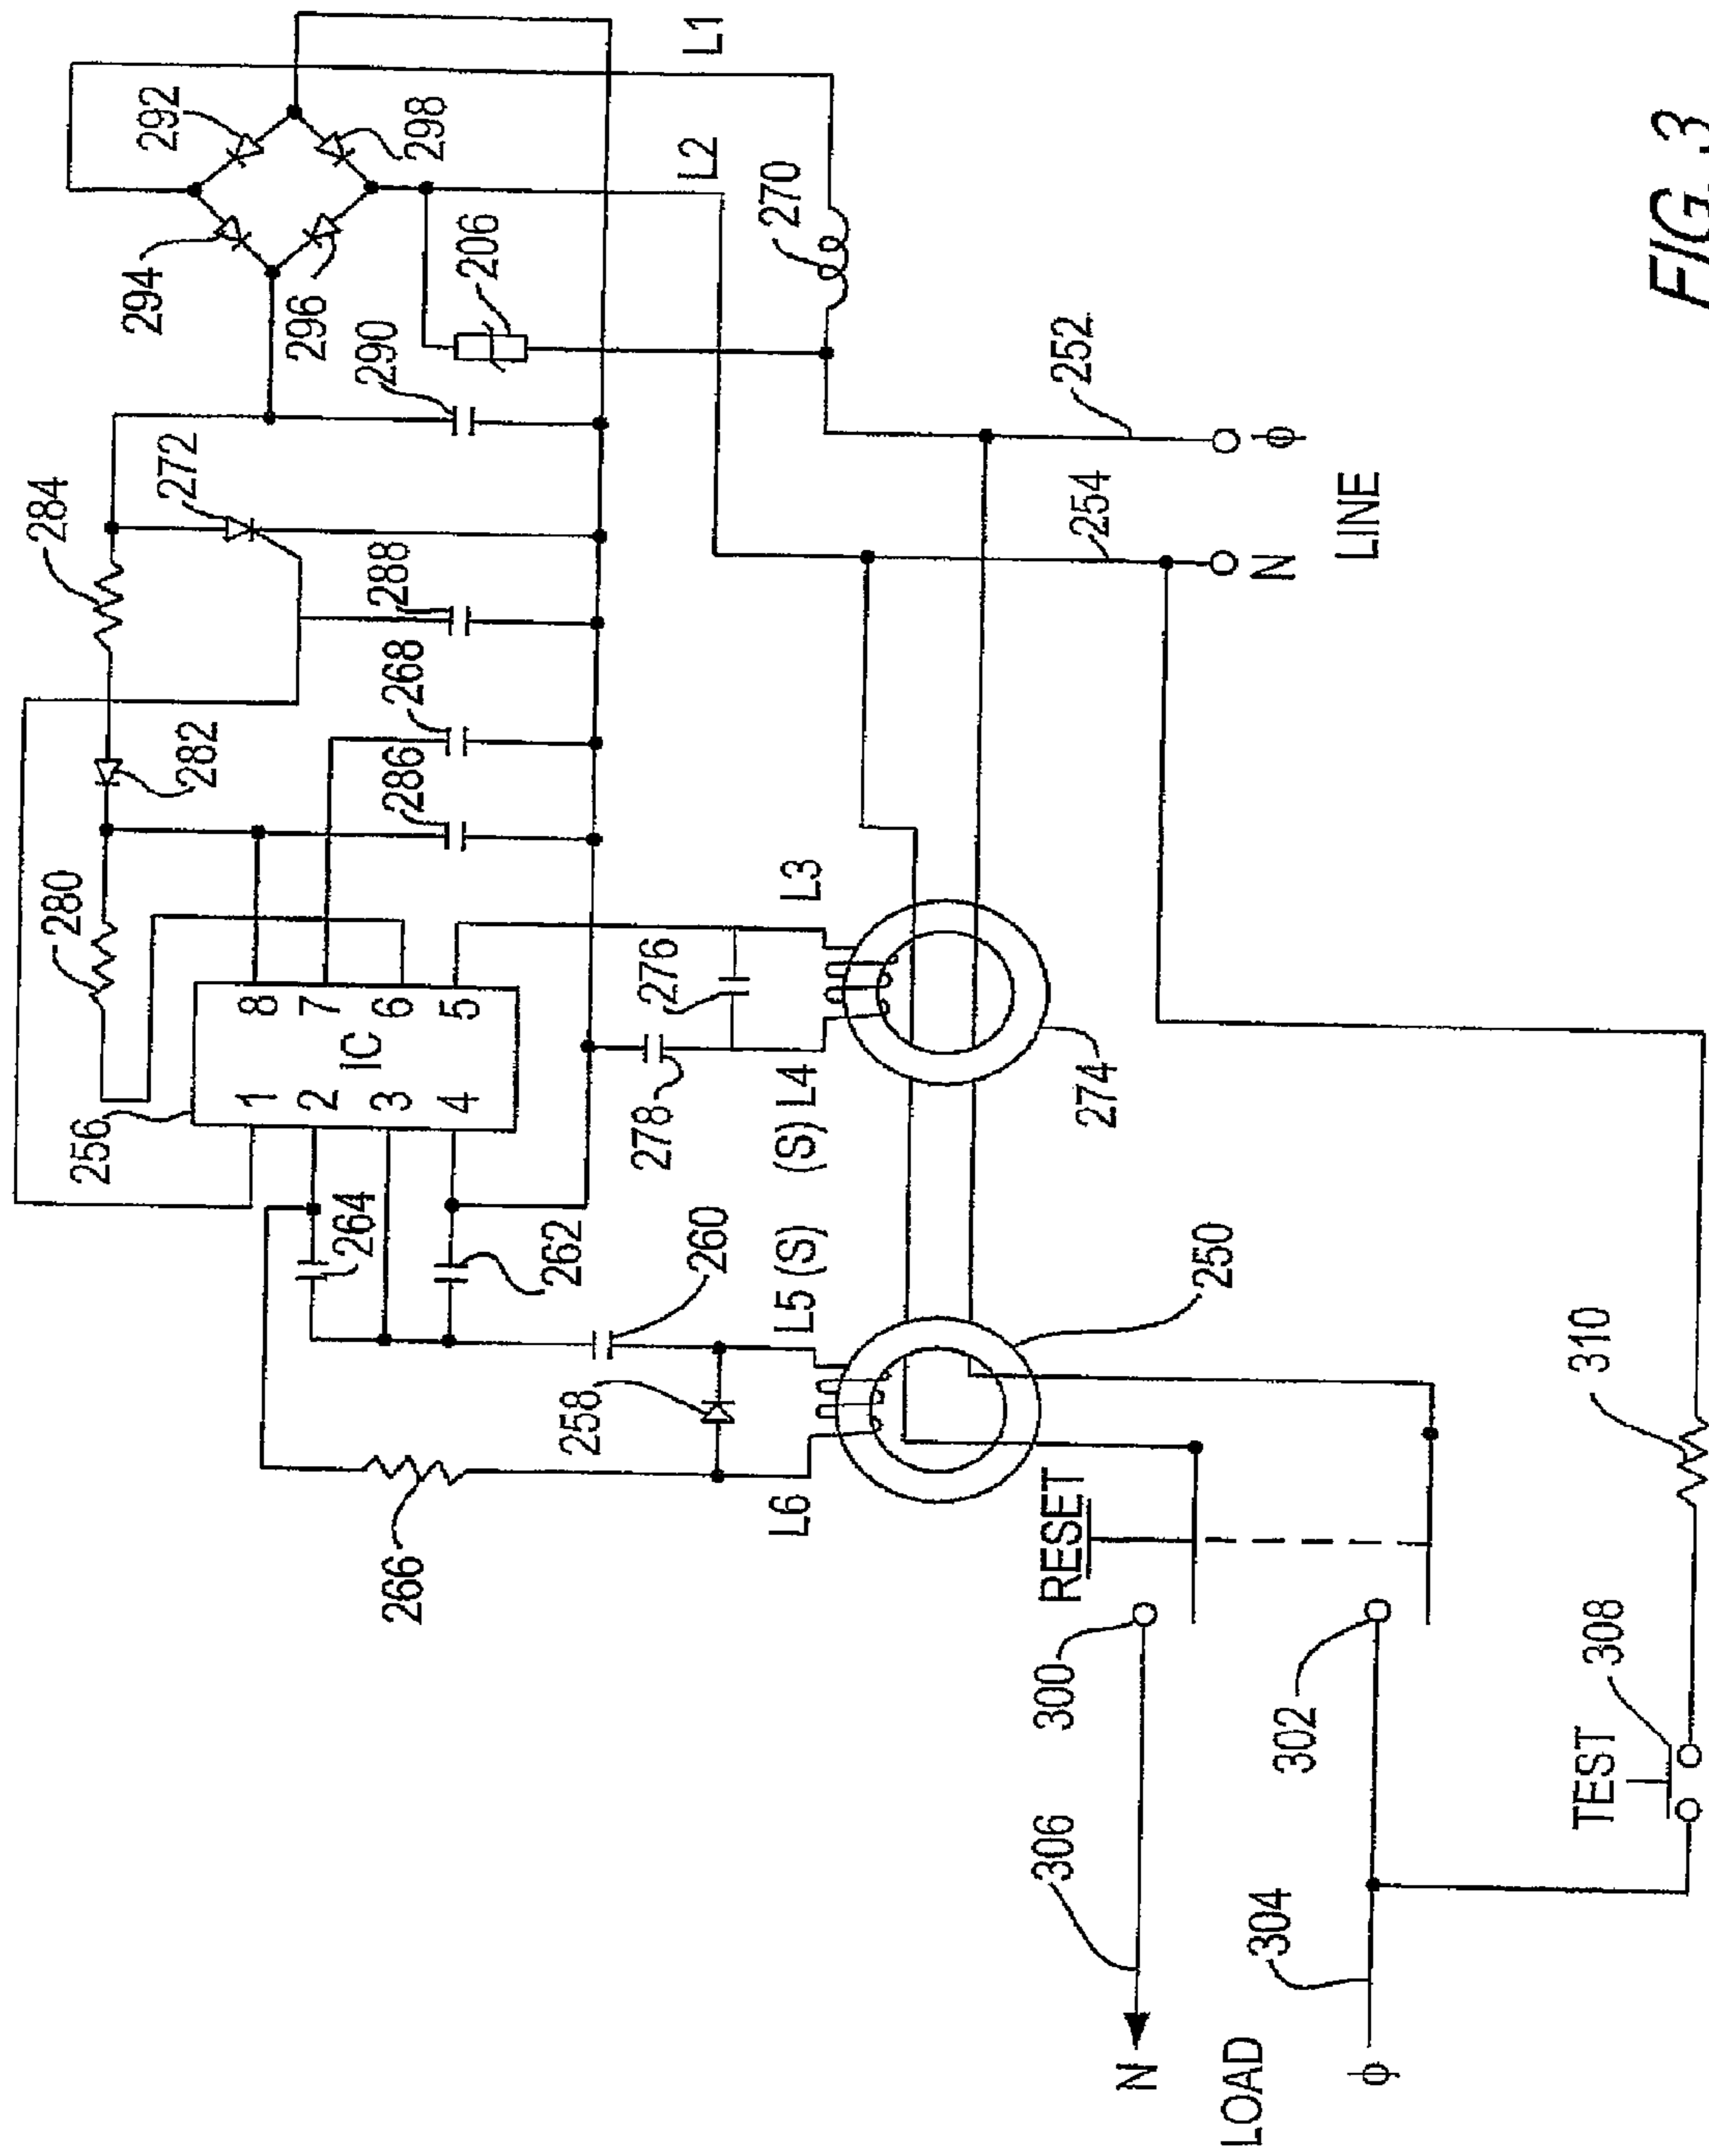 284
292
294
296
298
272
290
206
L1
L2
270
280
282
288
268
286
256
1 8
2 7
3 6
4 5
IC
264
262
276
278
L3
(S) L4
L5 (S)
L6
260
258
266
274
250
252
254
N
ϕ
LINE
RESET
300
302
306
304
N
LOAD
ϕ
TEST
308
310
FIG. 3